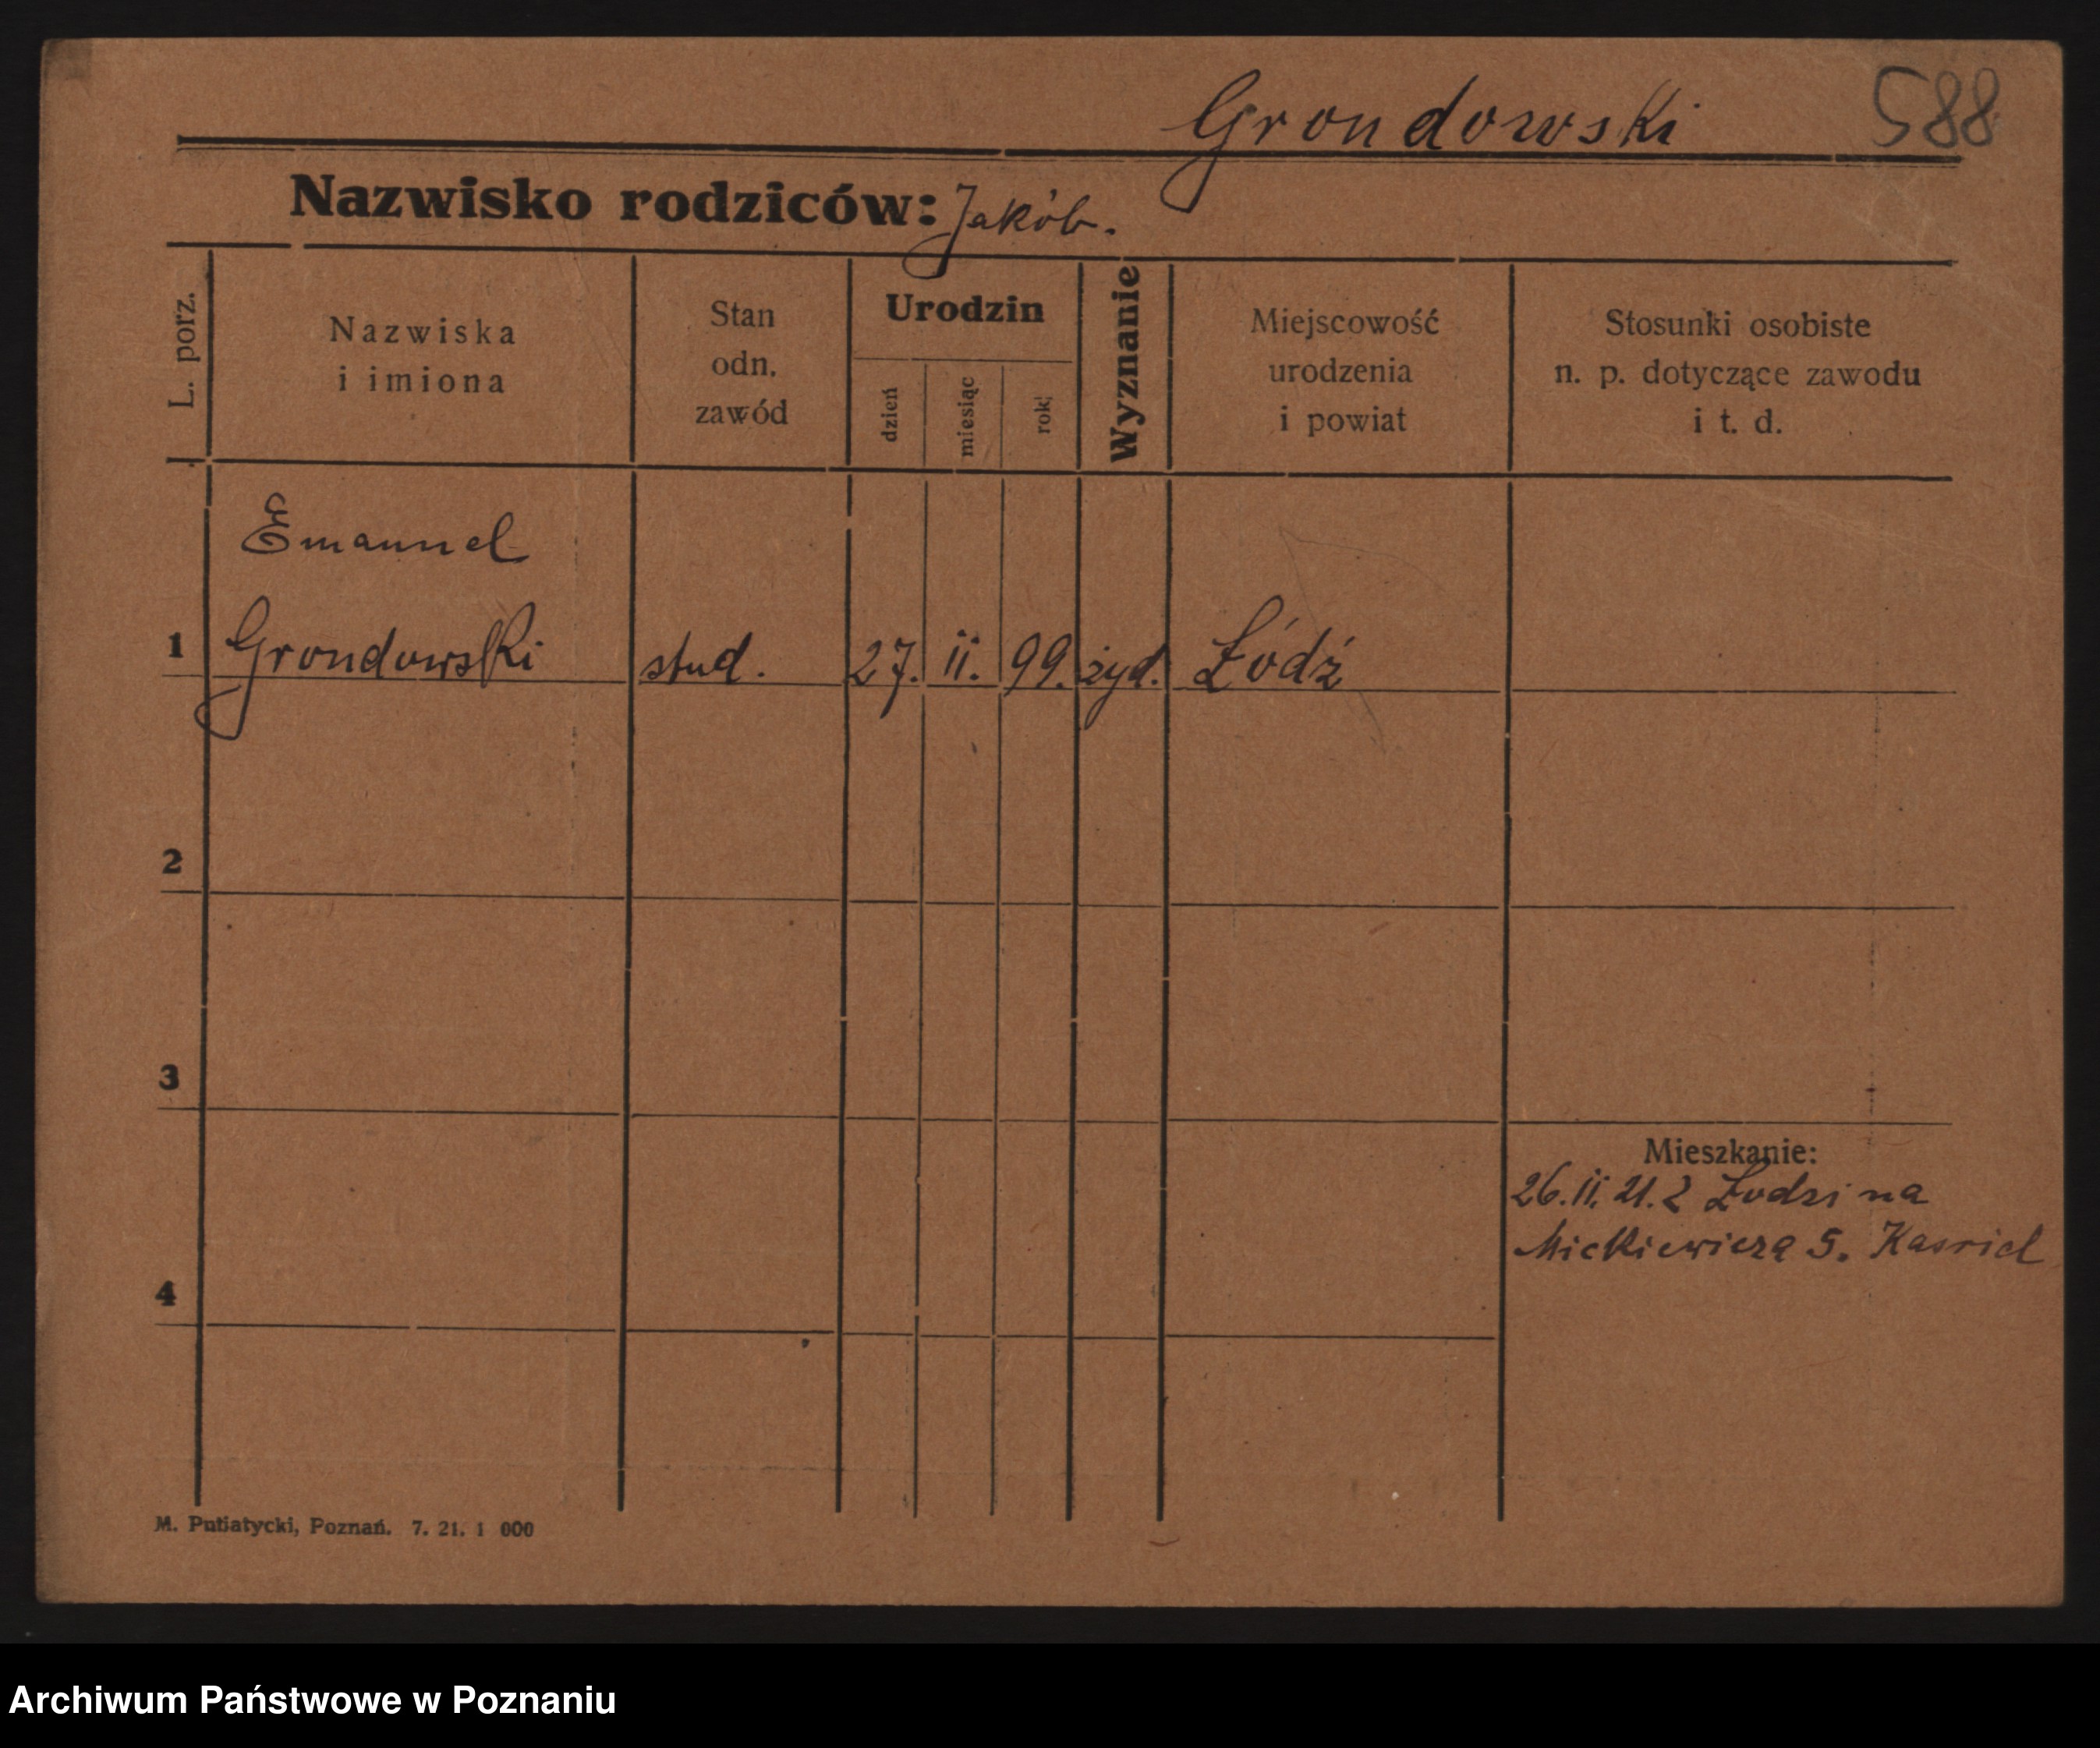 Grondowski 588
Nazwisko rodziców: Jakób.
L. porz.
Nazwiska
i imiona
Stan
odn.
zawód
Urodzin
dzień
miesiąc
rok
Wyznanie
Miejscowość
urodzenia
i powiat
Stosunki osobiste
n. p. dotyczące zawodu
i t. d.
Emanuel
1 Grondowski stud. 27. ii. 99. żyd. Łódź
2
3
Mieszkanie:
26. ii. 21. z Łodzi na
Mickiewicza 5. Kasriel
4
M. Putiatycki, Poznań. 7. 21. 1 000
Archiwum Państwowe w Poznaniu